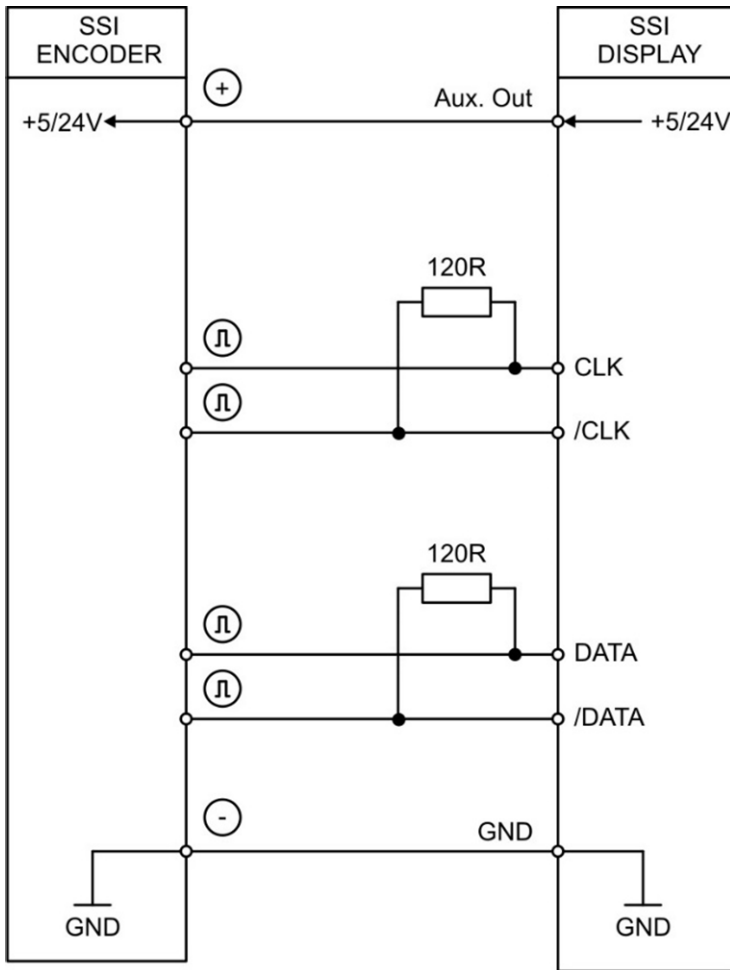 SSI
ENCODER
SSI
DISPLAY
+
Aux. Out
+5/24V
+5/24V
120R
CLK
/CLK
120R
DATA
/DATA
-
GND
GND
GND